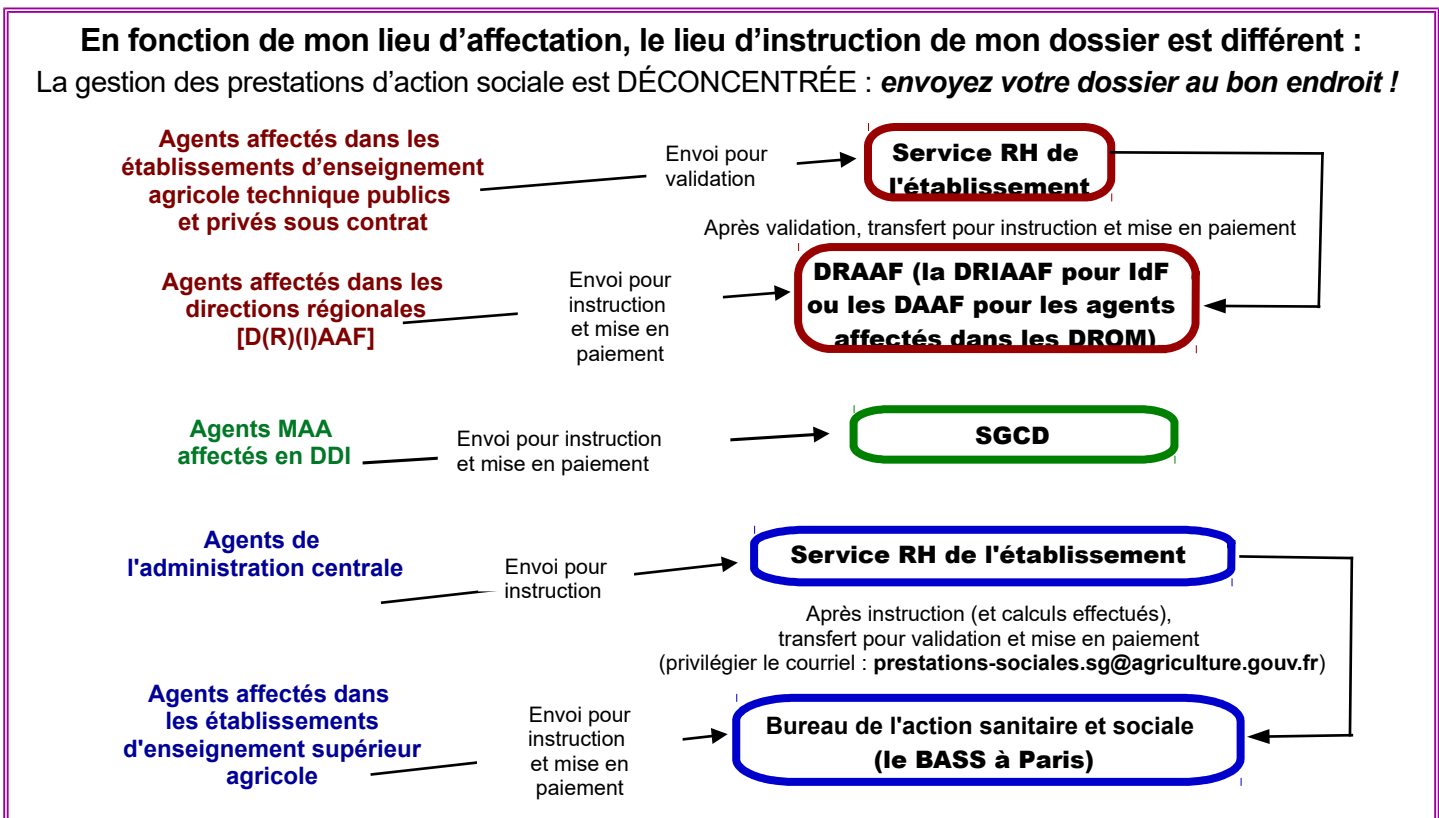 En fonction de mon lieu d’affectation, le lieu d’instruction de mon dossier est différent :
La gestion des prestations d’action sociale est DÉCONCENTRÉE : envoyez votre dossier au bon endroit !
Agents affectés dans les
établissements d’enseignement
agricole technique publics
et privés sous contrat
Envoi pour
validation
Service RH de
l'établissement
Après validation, transfert pour instruction et mise en paiement
Agents affectés dans les
directions régionales
[D(R)(I)AAF]
Envoi pour
instruction
et mise en
paiement
DRAAF (la DRIAAF pour IdF
ou les DAAF pour les agents
affectés dans les DROM)
Agents MAA
affectés en DDI
Envoi pour instruction
et mise en paiement
SGCD
Agents de
l'administration centrale
Envoi pour
instruction
Service RH de l'établissement
Après instruction (et calculs effectués),
transfert pour validation et mise en paiement
(privilégier le courriel : prestations-sociales.sg@agriculture.gouv.fr)
Agents affectés dans
les établissements
d'enseignement supérieur
agricole
Envoi pour
instruction
et mise en
paiement
Bureau de l'action sanitaire et sociale
(le BASS à Paris)